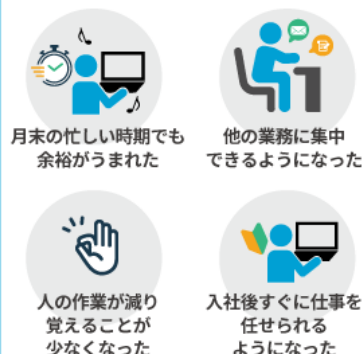 月末の忙しい時期でも
余裕がうまれた
他の業務に集中
できるようになった
人の作業が減り
覚えることが
少なくなった
入社後すぐに仕事を
任せられる
ようになった